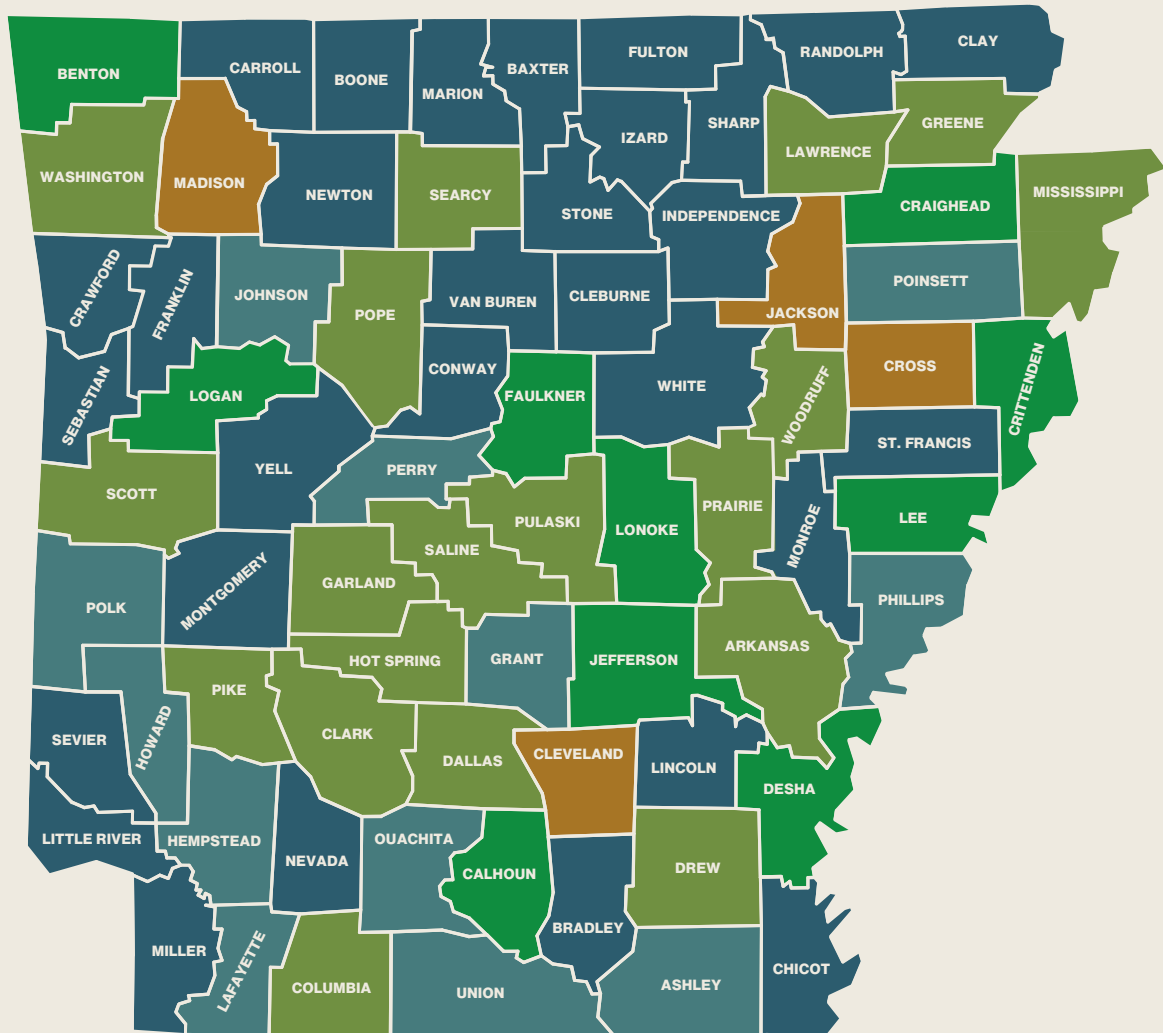 BENTON
CARROLL
BOONE
MARION
BAXTER
FULTON
RANDOLPH
CLAY
WASHINGTON
MADISON
NEWTON
SEARCY
STONE
IZARD
SHARP
LAWRENCE
GREENE
INDEPENDENCE
CRAIGHEAD
MISSISSIPPI
CRAWFORD
FRANKLIN
JOHNSON
POPE
VAN BUREN
CLEBURNE
JACKSON
POINSETT
SEBASTIAN
LOGAN
CONWAY
FAULKNER
WHITE
WOODRUFF
CROSS
CRITTENDEN
ST. FRANCIS
SCOTT
YELL
PERRY
PULASKI
LONOKE
PRAIRIE
MONROE
LEE
POLK
MONTGOMERY
GARLAND
SALINE
PHILLIPS
HOT SPRING
GRANT
JEFFERSON
ARKANSAS
SEVIER
HOWARD
PIKE
CLARK
DALLAS
CLEVELAND
LINCOLN
DESHA
LITTLE RIVER
HEMPSTEAD
NEVADA
OUACHITA
CALHOUN
BRADLEY
DREW
MILLER
LAFAYETTE
COLUMBIA
UNION
ASHLEY
CHICOT